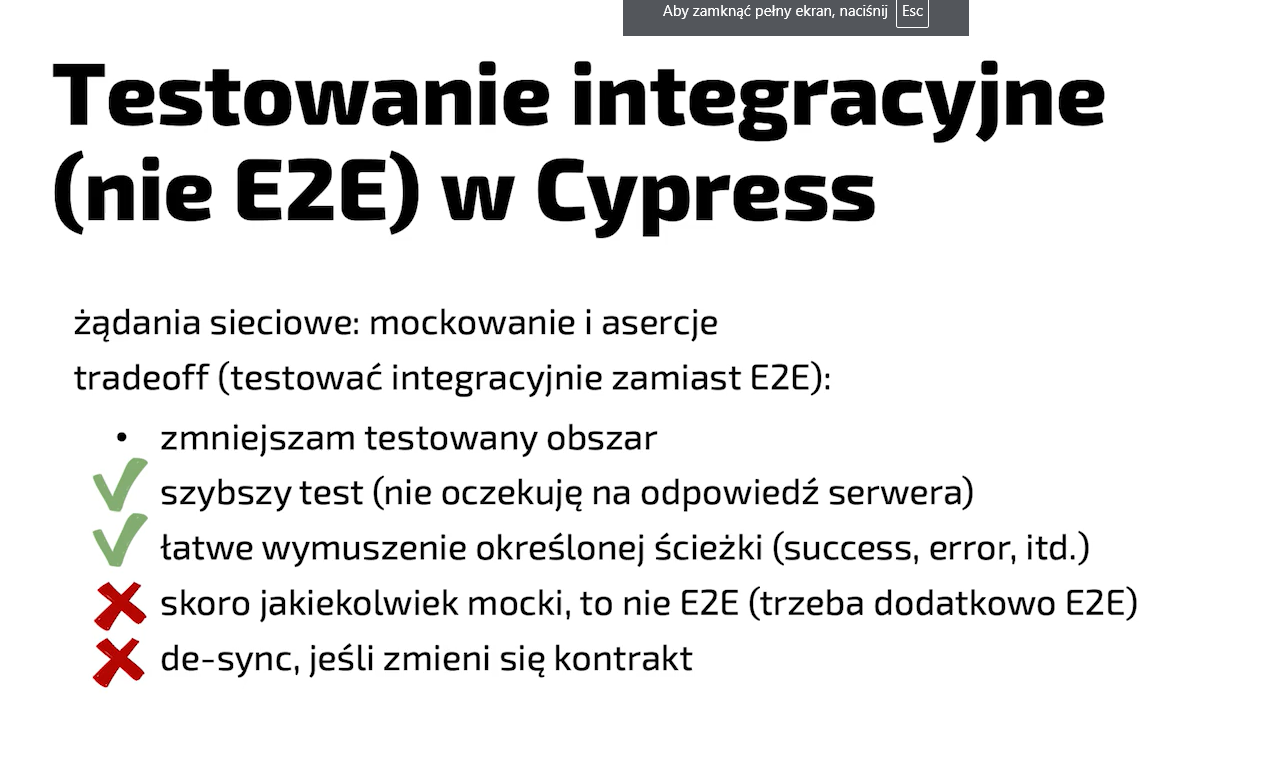 Aby zamknąć pełny ekran, naciśnij Esc
Testowanie integracyjne
(nie E2E) w Cypress
żądania sieciowe: mockowanie i asercje
tradeoff (testować integracyjnie zamiast E2E):
• zmniejszam testowany obszar
szybszy test (nie oczekuję na odpowiedź serwera)
łatwe wymuszenie określonej ścieżki (success, error, itd.)
skoro jakiekolwiek mocki, to nie E2E (trzeba dodatkowo E2E)
de-sync, jeśli zmieni się kontrakt